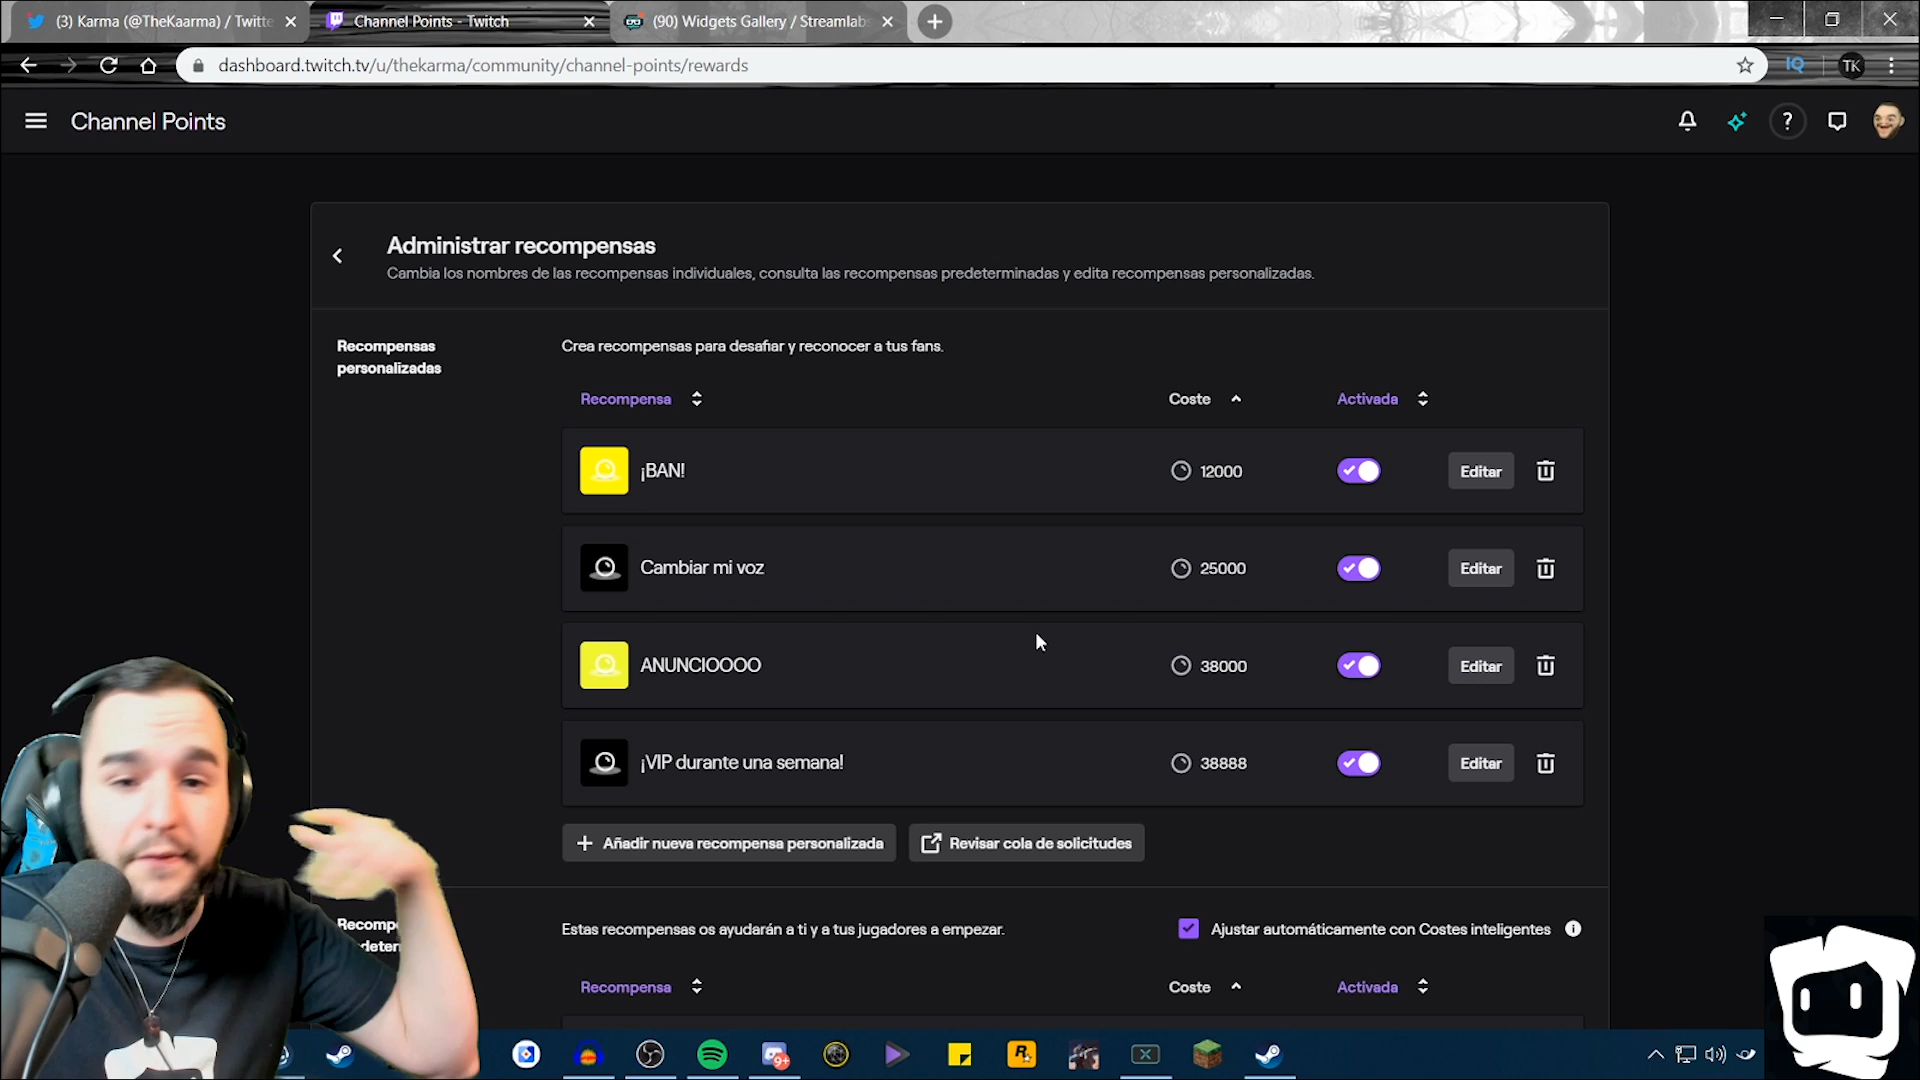 (3) Karma (@TheKaarma) / Twitte
Channel Points - Twitch
(90) Widgets Gallery / Streamlabs
dashboard.twitch.tv/u/thekarma/community/channel-points/rewards
IQ
TK
Channel Points
?
Administrar recompensas
Cambia los nombres de las recompensas individuales, consulta las recompensas predeterminadas y edita recompensas personalizadas.
Recompensas
personalizadas
Crea recompensas para desafiar y reconocer a tus fans.
Recompensa Coste Activada
¡BAN! 12000 Editar
Cambiar mi voz 25000 Editar
ANUNCIOOOO 38000 Editar
¡VIP durante una semana! 38888 Editar
+ Añadir nueva recompensa personalizada
Revisar cola de solicitudes
Estas recompensas os ayudarán a ti y a tus jugadores a empezar.
Ajustar automáticamente con Costes inteligentes
Recompensa Coste Activada
9+
R